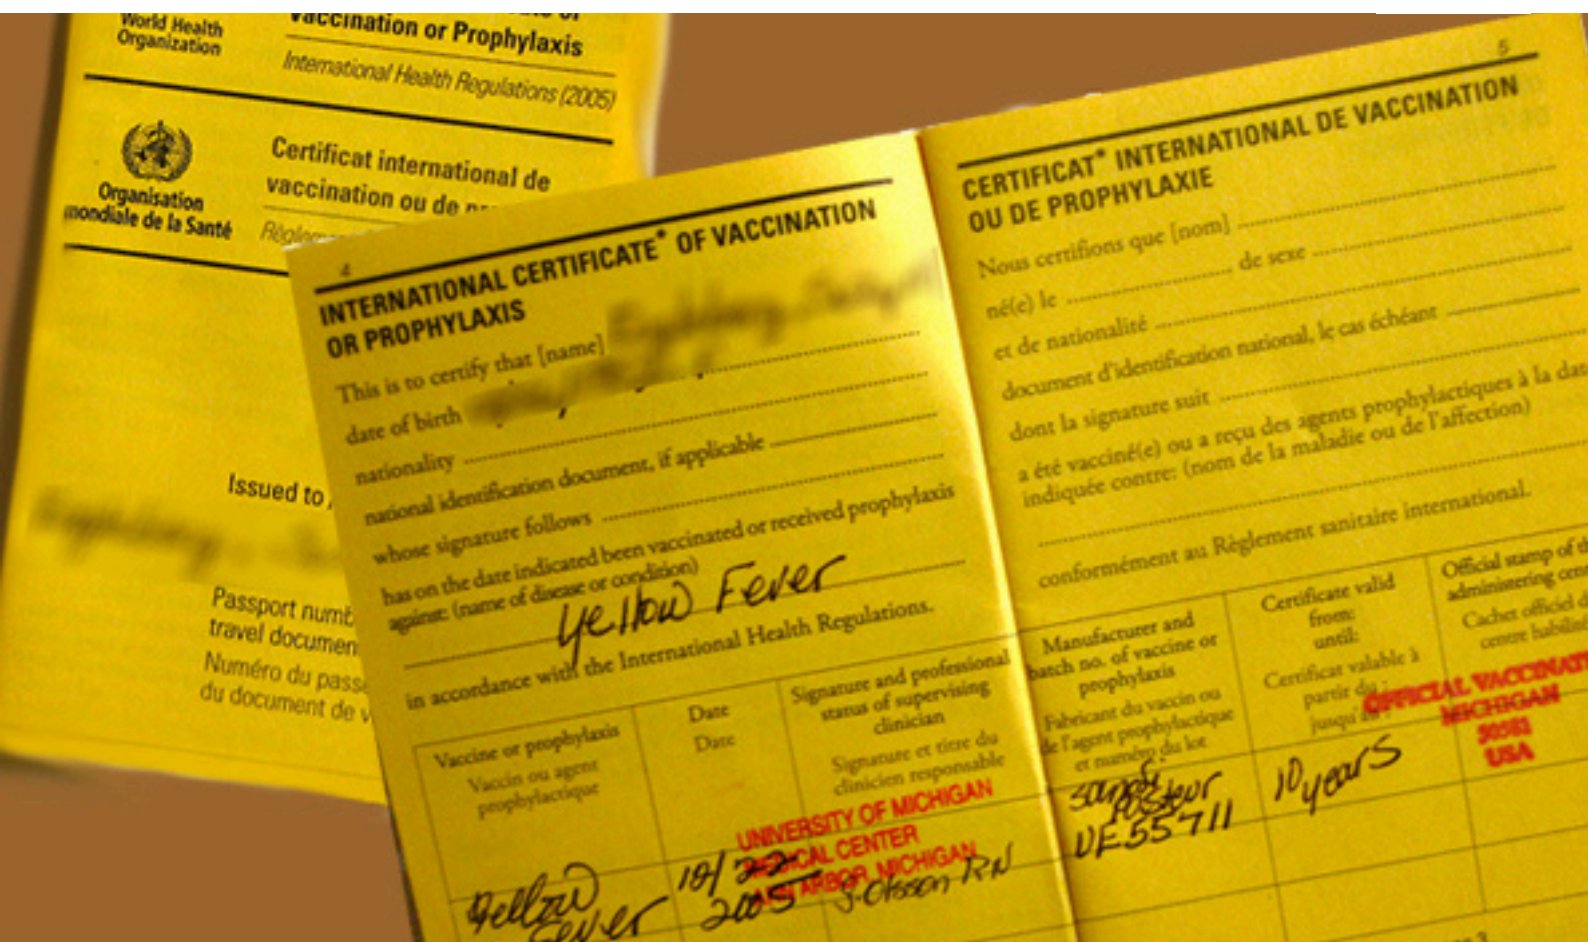 World Health
Organization
Vaccination or Prophylaxis
International Health Regulations (2005)
Organisation
mondiale de la Santé
Certificat international de
vaccination ou de
Issued to
Passport numb
travel documen
Numéro du pass
du document de v
4
INTERNATIONAL CERTIFICATE* OF VACCINATION
OR PROPHYLAXIS
This is to certify that [name]
date of birth
nationality
national identification document, if applicable
whose signature follows
has on the date indicated been vaccinated or received prophylaxis
against: (name of disease or condition)
Yellow Fever
in accordance with the International Health Regulations.
Vaccine or prophylaxis
Vaccin ou agent
prophylactique
Date
Date
Signature and professional
status of supervising
clinician
Signature et titre du
clinicien responsable
UNIVERSITY OF MICHIGAN
MEDICAL CENTER
ANN ARBOR, MICHIGAN
Yellow
Fever
10/22
2005
S. Olsson RN
5
CERTIFICAT* INTERNATIONAL DE VACCINATION
OU DE PROPHYLAXIE
Nous certifions que [nom]
de sexe
né(e) le
et de nationalité
document d'identification national, le cas échéant
dont la signature suit
a été vacciné(e) ou a reçu des agents prophylactiques à la date
indiquée contre: (nom de la maladie ou de l'affection)
conformément au Règlement sanitaire international.
Manufacturer and
batch no. of vaccine or
prophylaxis
Fabricant du vaccin ou
de l'agent prophylactique
et numéro du lot
Certificate valid
from:
until:
Certificat valable à
partir du :
jusqu'au :
Official stamp of th
administering cent
Cachet officiel d
centre habilit
OFFICIAL VACCINATI
MICHIGAN
USA
Pasteur
UF55711
10 years